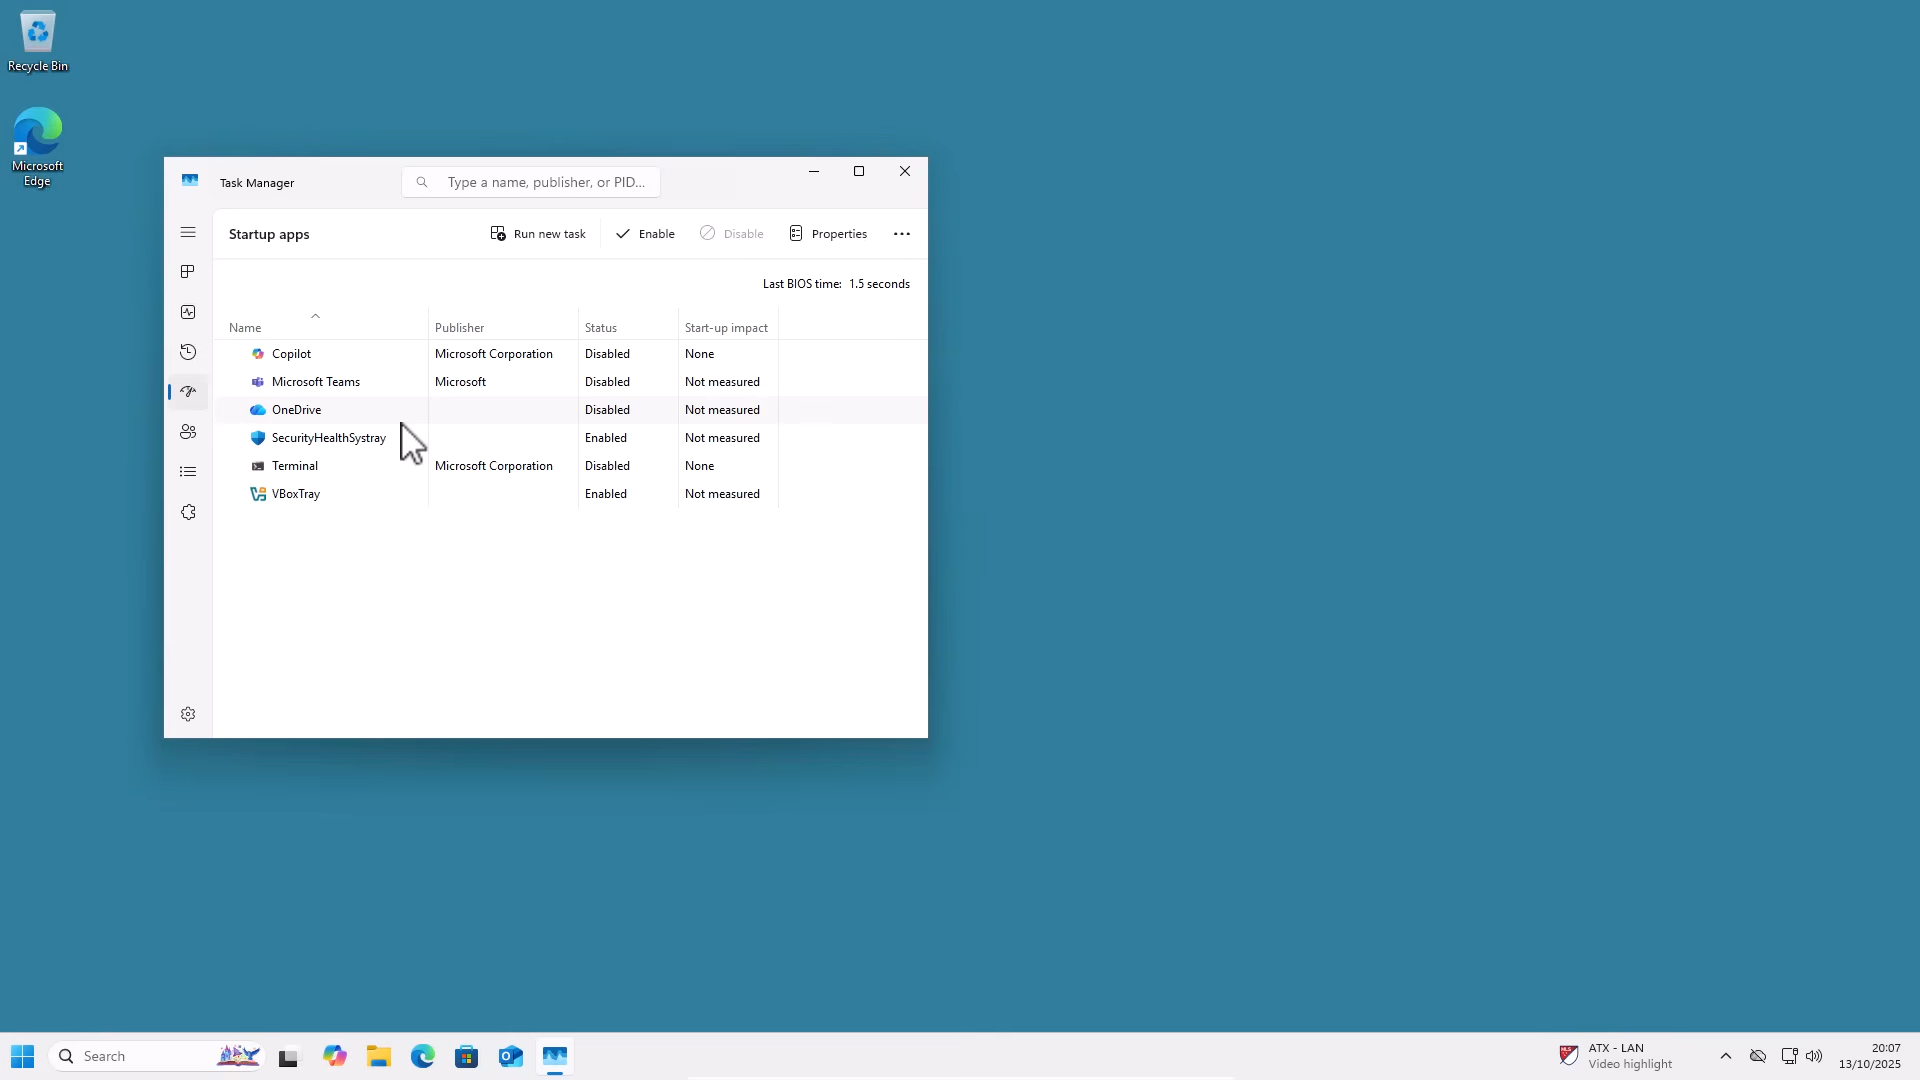 Recycle Bin
Microsoft
Edge
Task Manager
Type a name, publisher, or PID...
Startup apps
Run new task
Enable
Disable
Properties
Last BIOS time: 1.5 seconds
Name Publisher Status Start-up impact
Copilot Microsoft Corporation Disabled None
Microsoft Teams Microsoft Disabled Not measured
OneDrive Disabled Not measured
SecurityHealthSystray Enabled Not measured
Terminal Microsoft Corporation Disabled None
VBoxTray Enabled Not measured
Search
ATX - LAN
Video highlight
20:07
13/10/2025